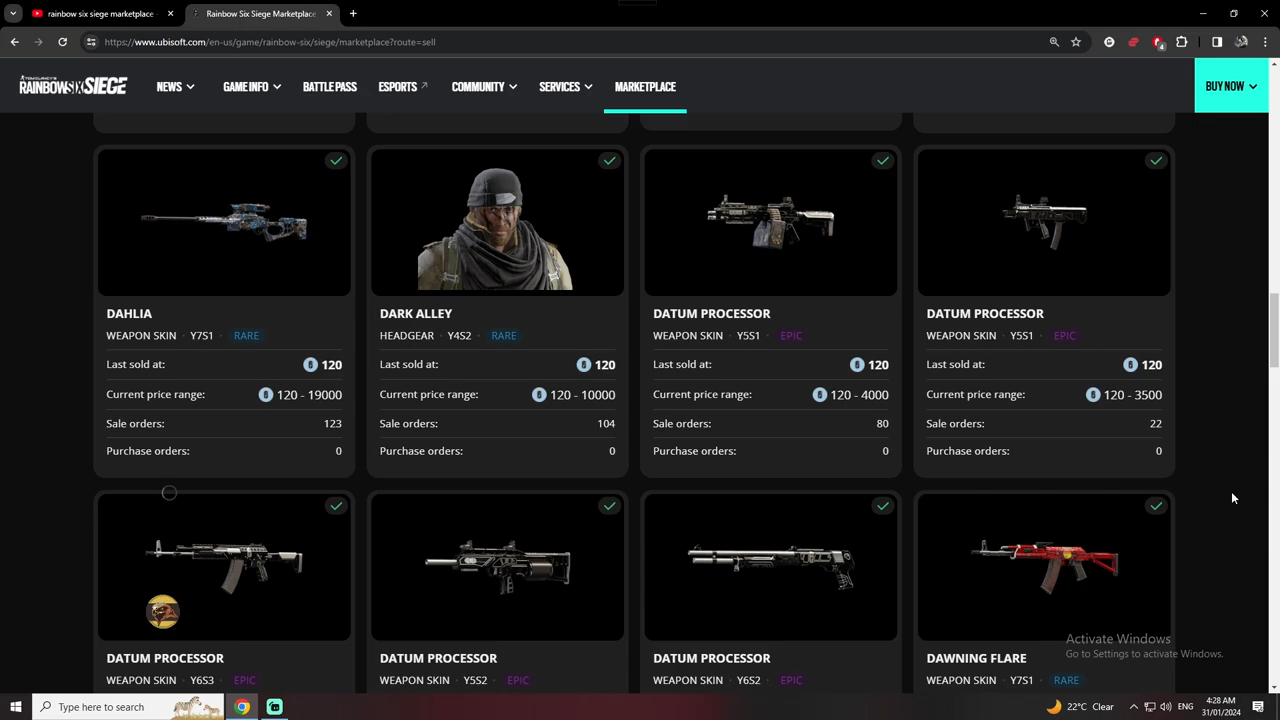 rainbow six siege marketplace -
Rainbow Six Siege Marketplace
https://www.ubisoft.com/en-us/game/rainbow-six/siege/marketplace?route=sell
4
TOM CLANCY'S
RAINBOWSIX|SIEGE
NEWS
GAME INFO
BATTLE PASS
ESPORTS
COMMUNITY
SERVICES
MARKETPLACE
BUY NOW
DAHLIA
WEAPON SKIN · Y7S1 · RARE
Last sold at: 120
Current price range: 120 - 19000
Sale orders: 123
Purchase orders: 0
DARK ALLEY
HEADGEAR · Y4S2 · RARE
Last sold at: 120
Current price range: 120 - 10000
Sale orders: 104
Purchase orders: 0
DATUM PROCESSOR
WEAPON SKIN · Y5S1 · EPIC
Last sold at: 120
Current price range: 120 - 4000
Sale orders: 80
Purchase orders: 0
DATUM PROCESSOR
WEAPON SKIN · Y5S1 · EPIC
Last sold at: 120
Current price range: 120 - 3500
Sale orders: 22
Purchase orders: 0
DATUM PROCESSOR
WEAPON SKIN · Y6S3 · EPIC
DATUM PROCESSOR
WEAPON SKIN · Y5S2 · EPIC
DATUM PROCESSOR
WEAPON SKIN · Y6S2 · EPIC
DAWNING FLARE
WEAPON SKIN · Y7S1 · RARE
Activate Windows
Go to Settings to activate Windows.
Type here to search
22°C Clear
ENG
4:28 AM
31/01/2024